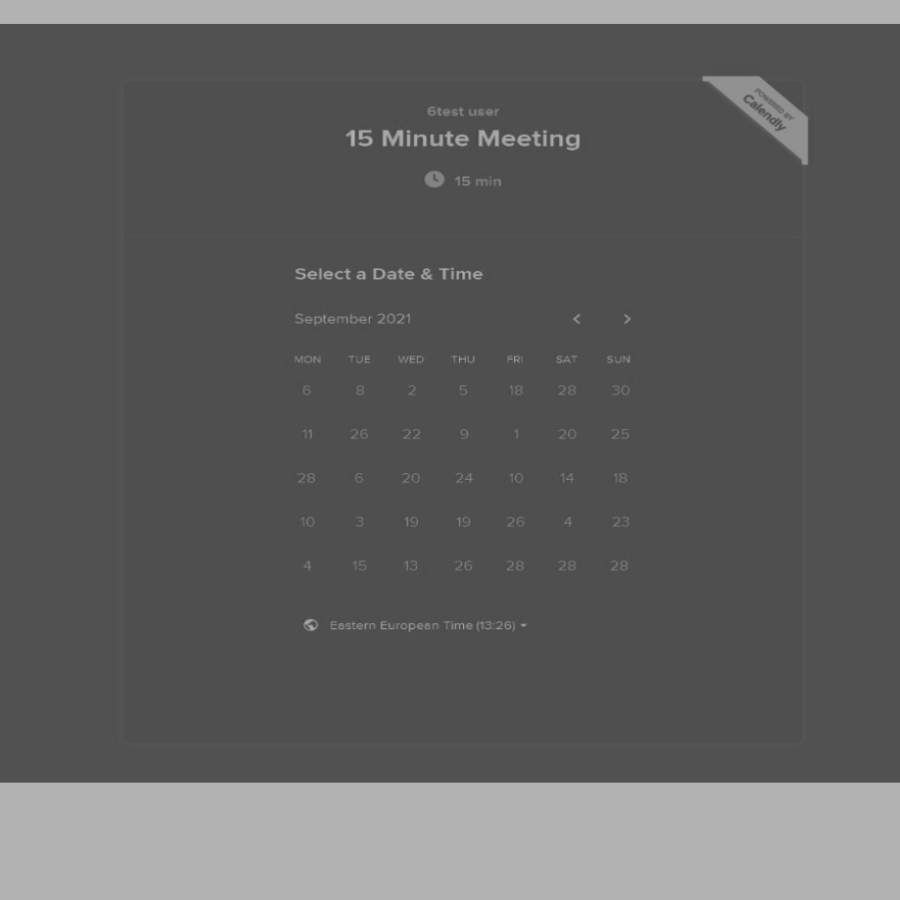 POWERED BY
Calendly
6test user
15 Minute Meeting
15 min
Select a Date & Time
September 2021
MON TUE WED THU FRI SAT SUN
6 8 2 5 18 28 30
11 26 22 9 1 20 25
28 6 20 24 10 14 18
10 3 19 19 26 4 23
4 15 13 26 28 28 28
Eastern European Time (13:26)